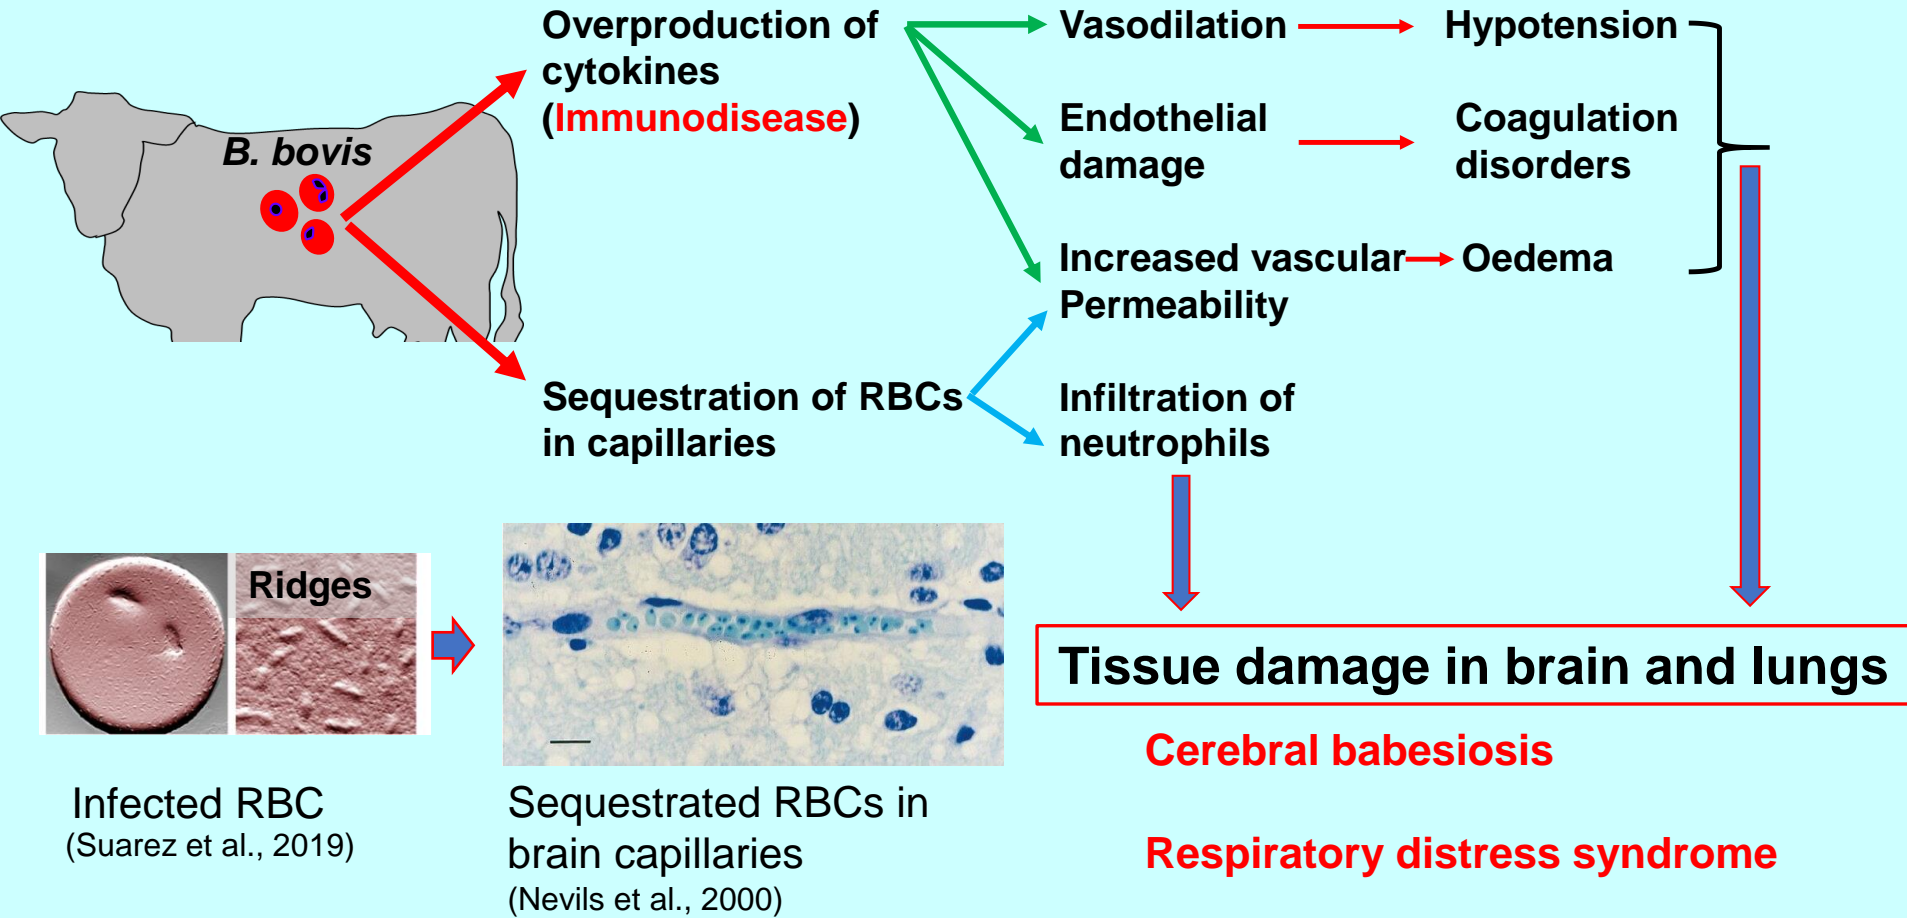 B. bovis
Overproduction of
cytokines
(Immunodisease)
Vasodilation
Hypotension
Endothelial
damage
Coagulation
disorders
Increased vascular
Permeability
Oedema
Sequestration of RBCs
in capillaries
Infiltration of
neutrophils
Ridges
Infected RBC
(Suarez et al., 2019)
Sequestrated RBCs in
brain capillaries
(Nevils et al., 2000)
Tissue damage in brain and lungs
Cerebral babesiosis
Respiratory distress syndrome